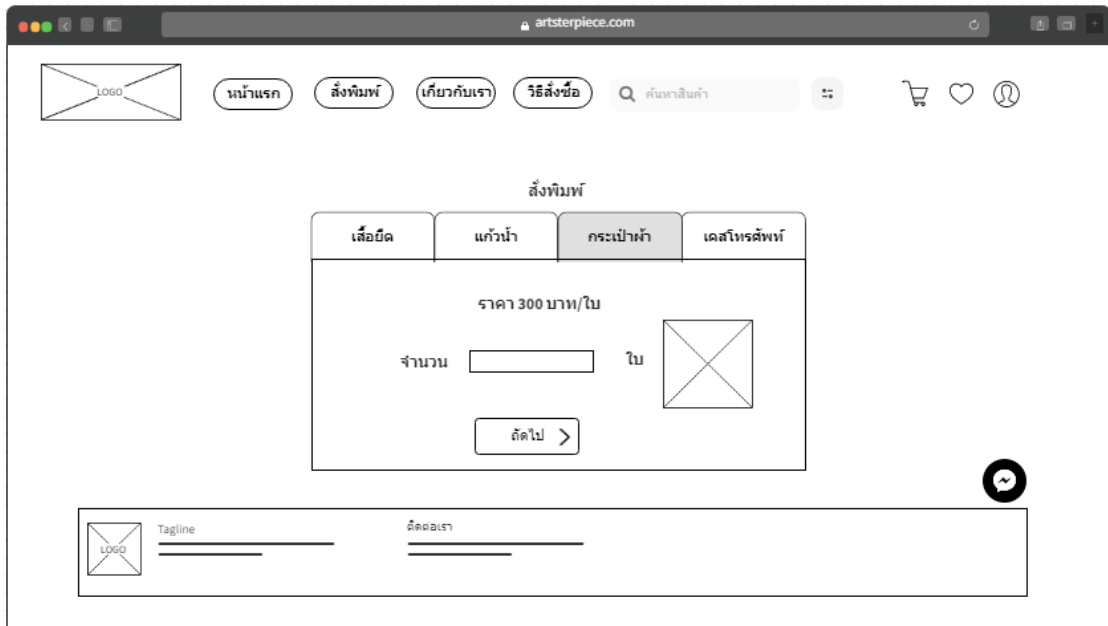 artsterpiece.com
LOGO
หน้าแรก
สั่งพิมพ์
เกี่ยวกับเรา
วิธีสั่งซื้อ
ค้นหาสินค้า
สั่งพิมพ์
เสื้อยืด
แก้วน้ำ
กระเป๋าผ้า
เคสโทรศัพท์
ราคา 300 บาท/ใบ
จำนวน
ใบ
ถัดไป
LOGO
Tagline
ติดต่อเรา